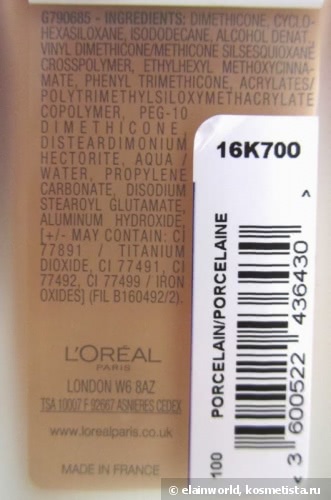 G790685 - INGREDIENTS: DIMETHICONE, CYCLO-
HEXASILOXANE, ISODODECANE, ALCOHOL DENAT.,
VINYL DIMETHICONE/METHICONE SILSESQUIOXANE
CROSSPOLYMER, ETHYLHEXYL METHOXYCINNA-
MATE, PHENYL TRIMETHICONE, ACRYLATES/
POLYTRIMETHYLSILOXYMETHACRYLATE
COPOLYMER, PEG-10
DIMETHICONE,
DISTEARDIMONIUM
HECTORITE, AQUA /
WATER, PROPYLENE
CARBONATE, DISODIUM
STEAROYL GLUTAMATE,
ALUMINUM HYDROXIDE,
[+/- MAY CONTAIN: CI
77891 / TITANIUM
DIOXIDE, CI 77491, CI
77492, CI 77499 / IRON
OXIDES] (FIL B160492/2).
L'ORÉAL
PARIS
LONDON W6 8AZ
TSA 10007 F 92667 ASNIERES CEDEX
www.lorealparis.co.uk
MADE IN FRANCE
16K700
100 PORCELAIN/PORCELAINE
3 600522 436430 >
© elainworld, kosmetista.ru